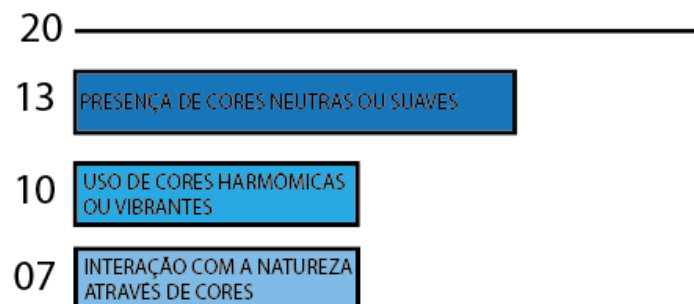 20
13 PRESENÇA DE CORES NEUTRAS OU SUAVES
10 USO DE CORES HARMÔMICAS
OU VIBRANTES
07 INTERAÇÃO COM A NATUREZA
ATRAVÉS DE CORES